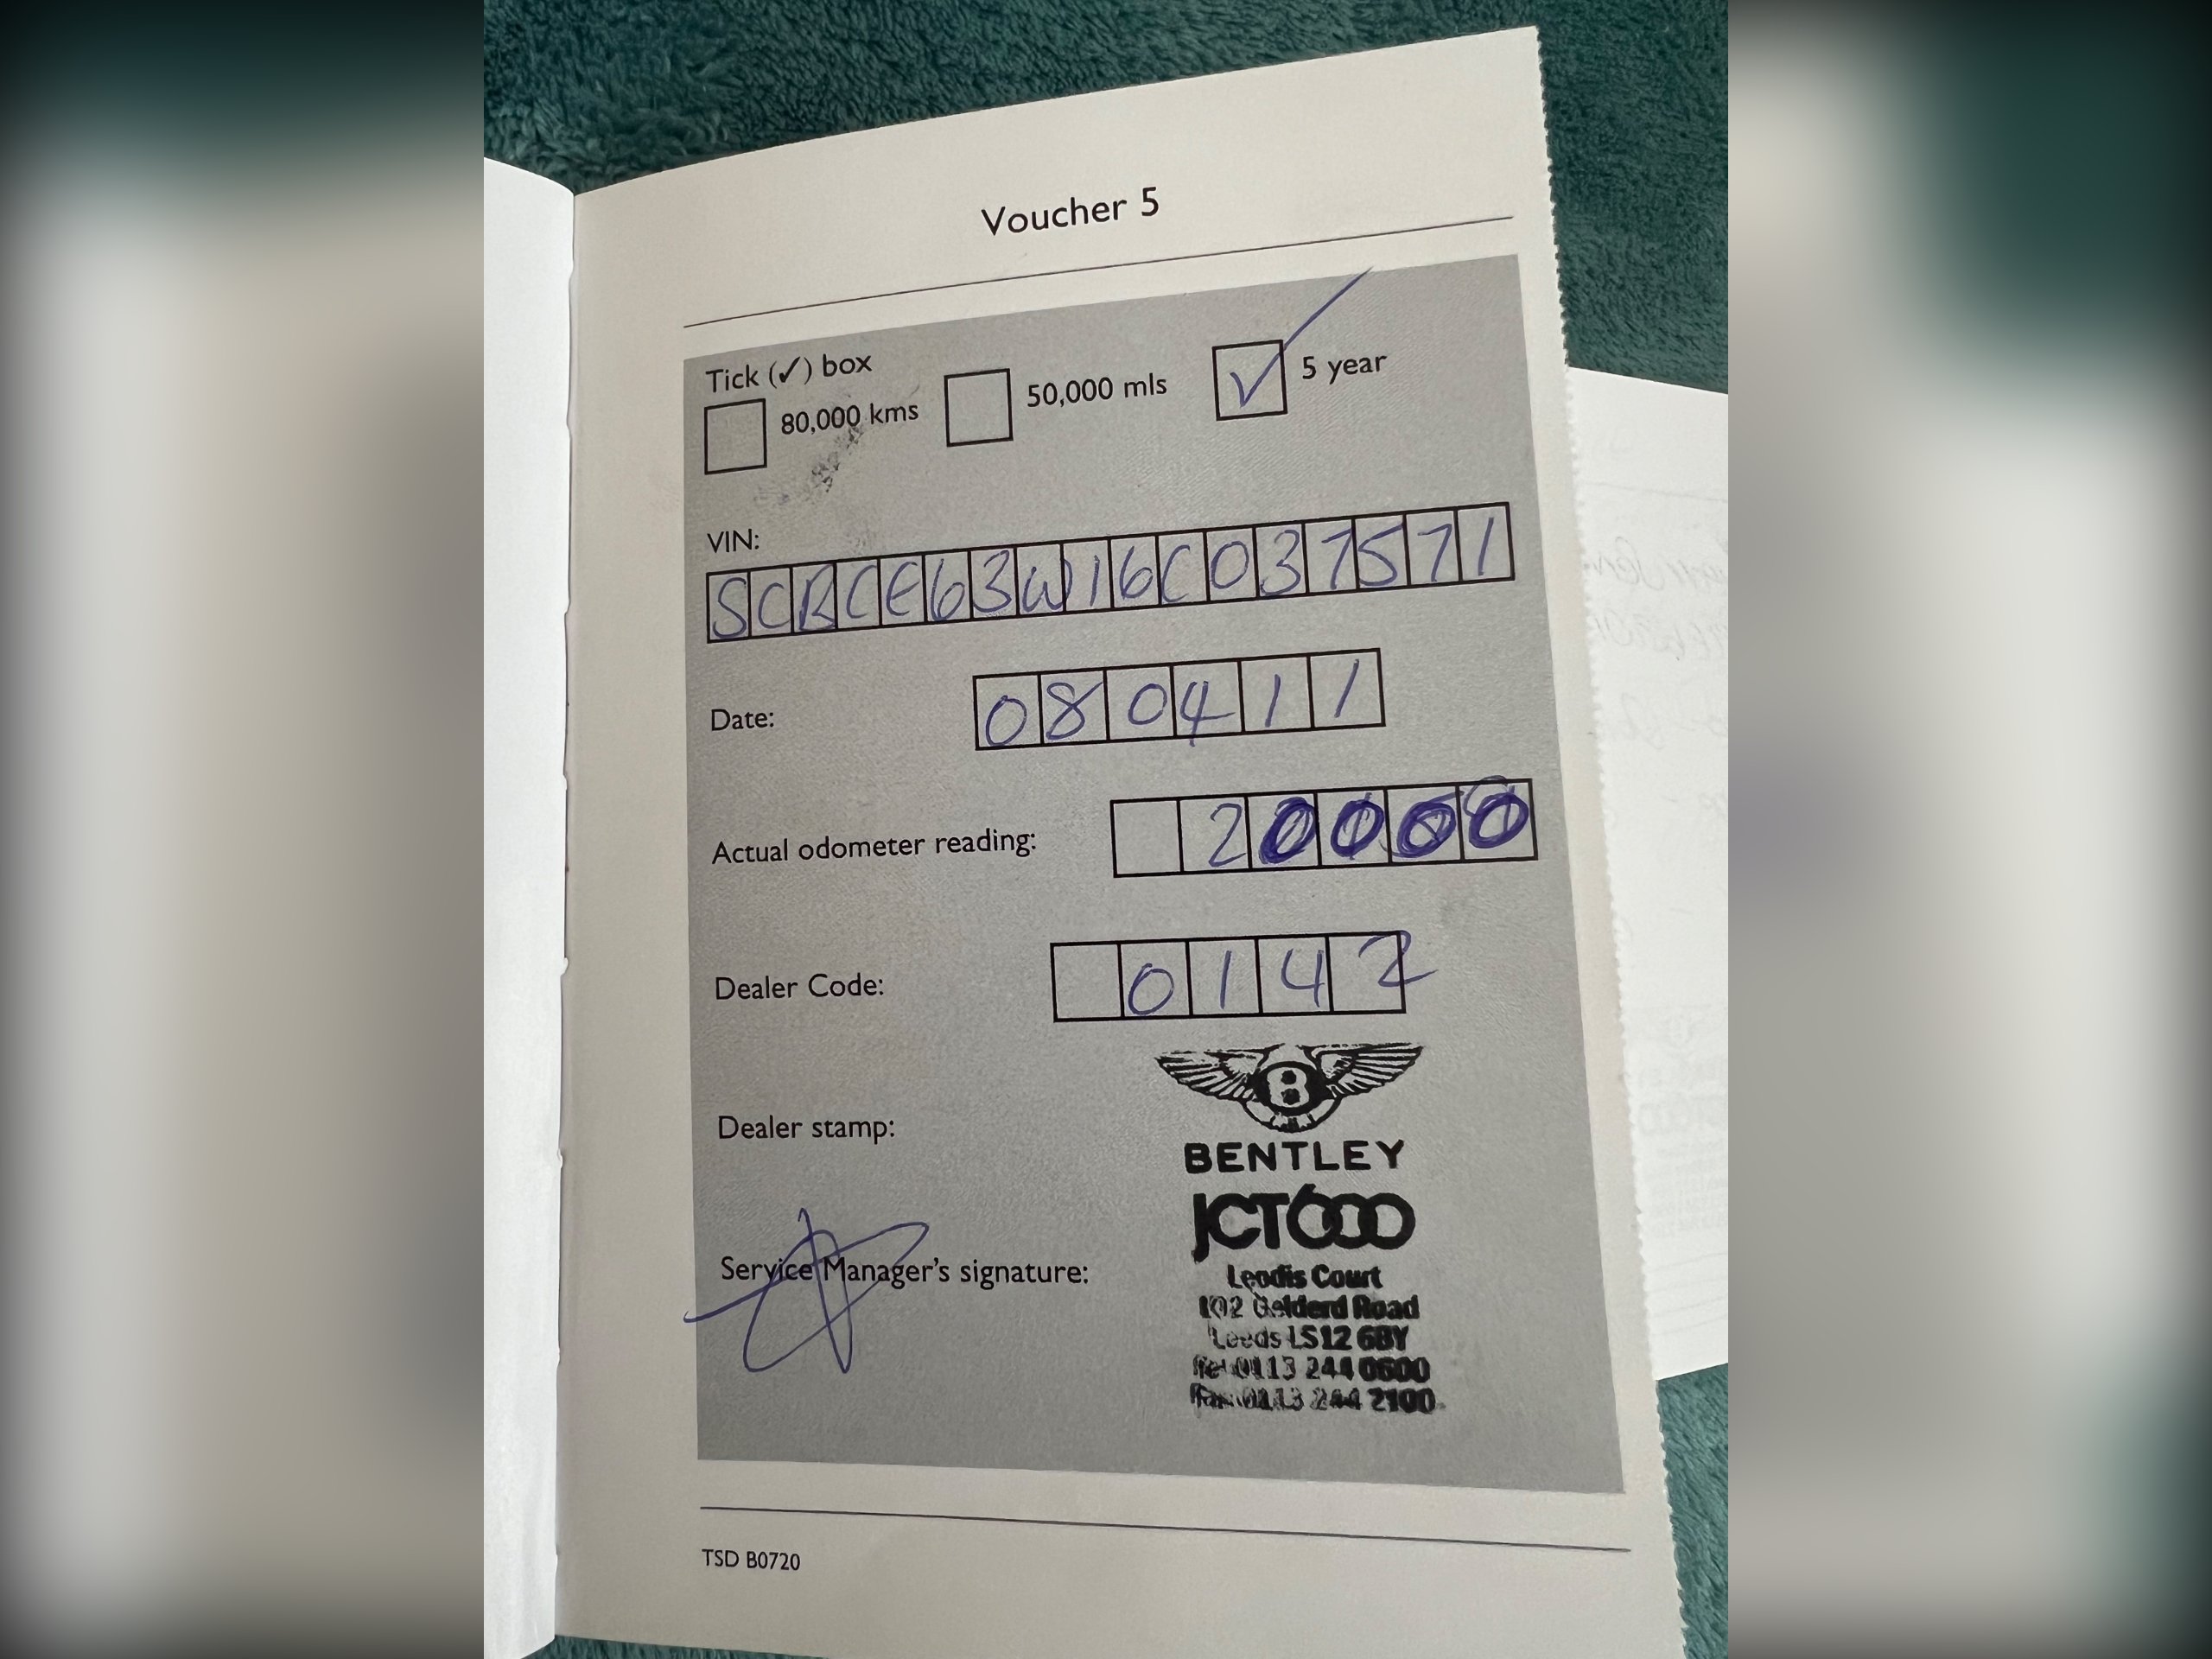 Voucher 5
Tick (✓) box
80,000 kms
50,000 mls
✓ 5 year
VIN:
SCBCE63W16C037571
Date:
080411
Actual odometer reading:
20000
Dealer Code:
0142
Dealer stamp:
B
BENTLEY
JCT600
Service Manager's signature:
Leodis Court
102 Gelderd Road
Leeds LS12 6BY
Tel 0113 244 0600
Fax 0113 244 2100
TSD B0720